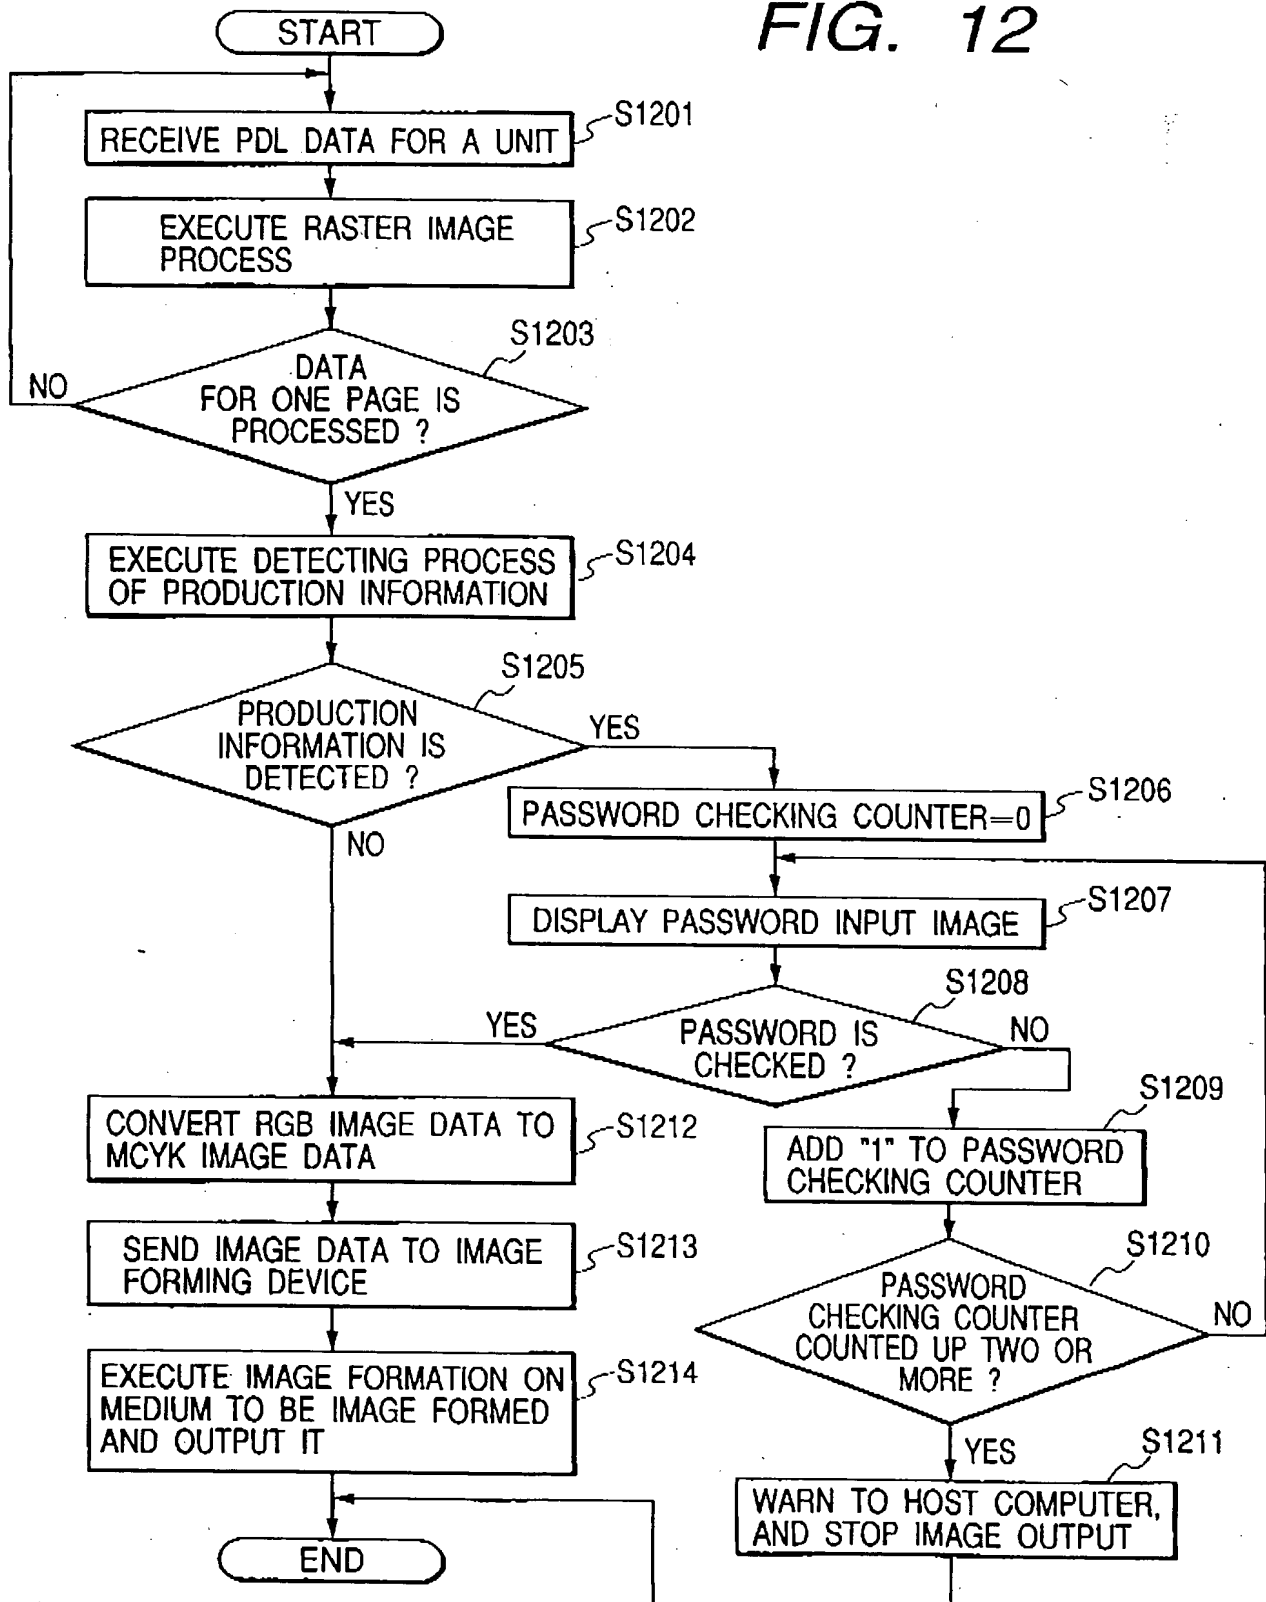 FIG. 12
START
RECEIVE PDL DATA FOR A UNIT
S1201
EXECUTE RASTER IMAGE
PROCESS
S1202
S1203
DATA
FOR ONE PAGE IS
PROCESSED ?
NO
YES
EXECUTE DETECTING PROCESS
OF PRODUCTION INFORMATION
S1204
S1205
PRODUCTION
INFORMATION IS
DETECTED ?
YES
NO
PASSWORD CHECKING COUNTER=0
S1206
DISPLAY PASSWORD INPUT IMAGE
S1207
S1208
PASSWORD IS
CHECKED ?
YES
NO
S1209
ADD "1" TO PASSWORD
CHECKING COUNTER
S1210
PASSWORD
CHECKING COUNTER
COUNTED UP TWO OR
MORE ?
NO
YES
S1211
WARN TO HOST COMPUTER,
AND STOP IMAGE OUTPUT
CONVERT RGB IMAGE DATA TO
MCYK IMAGE DATA
S1212
SEND IMAGE DATA TO IMAGE
FORMING DEVICE
S1213
EXECUTE IMAGE FORMATION ON
MEDIUM TO BE IMAGE FORMED
AND OUTPUT IT
S1214
END